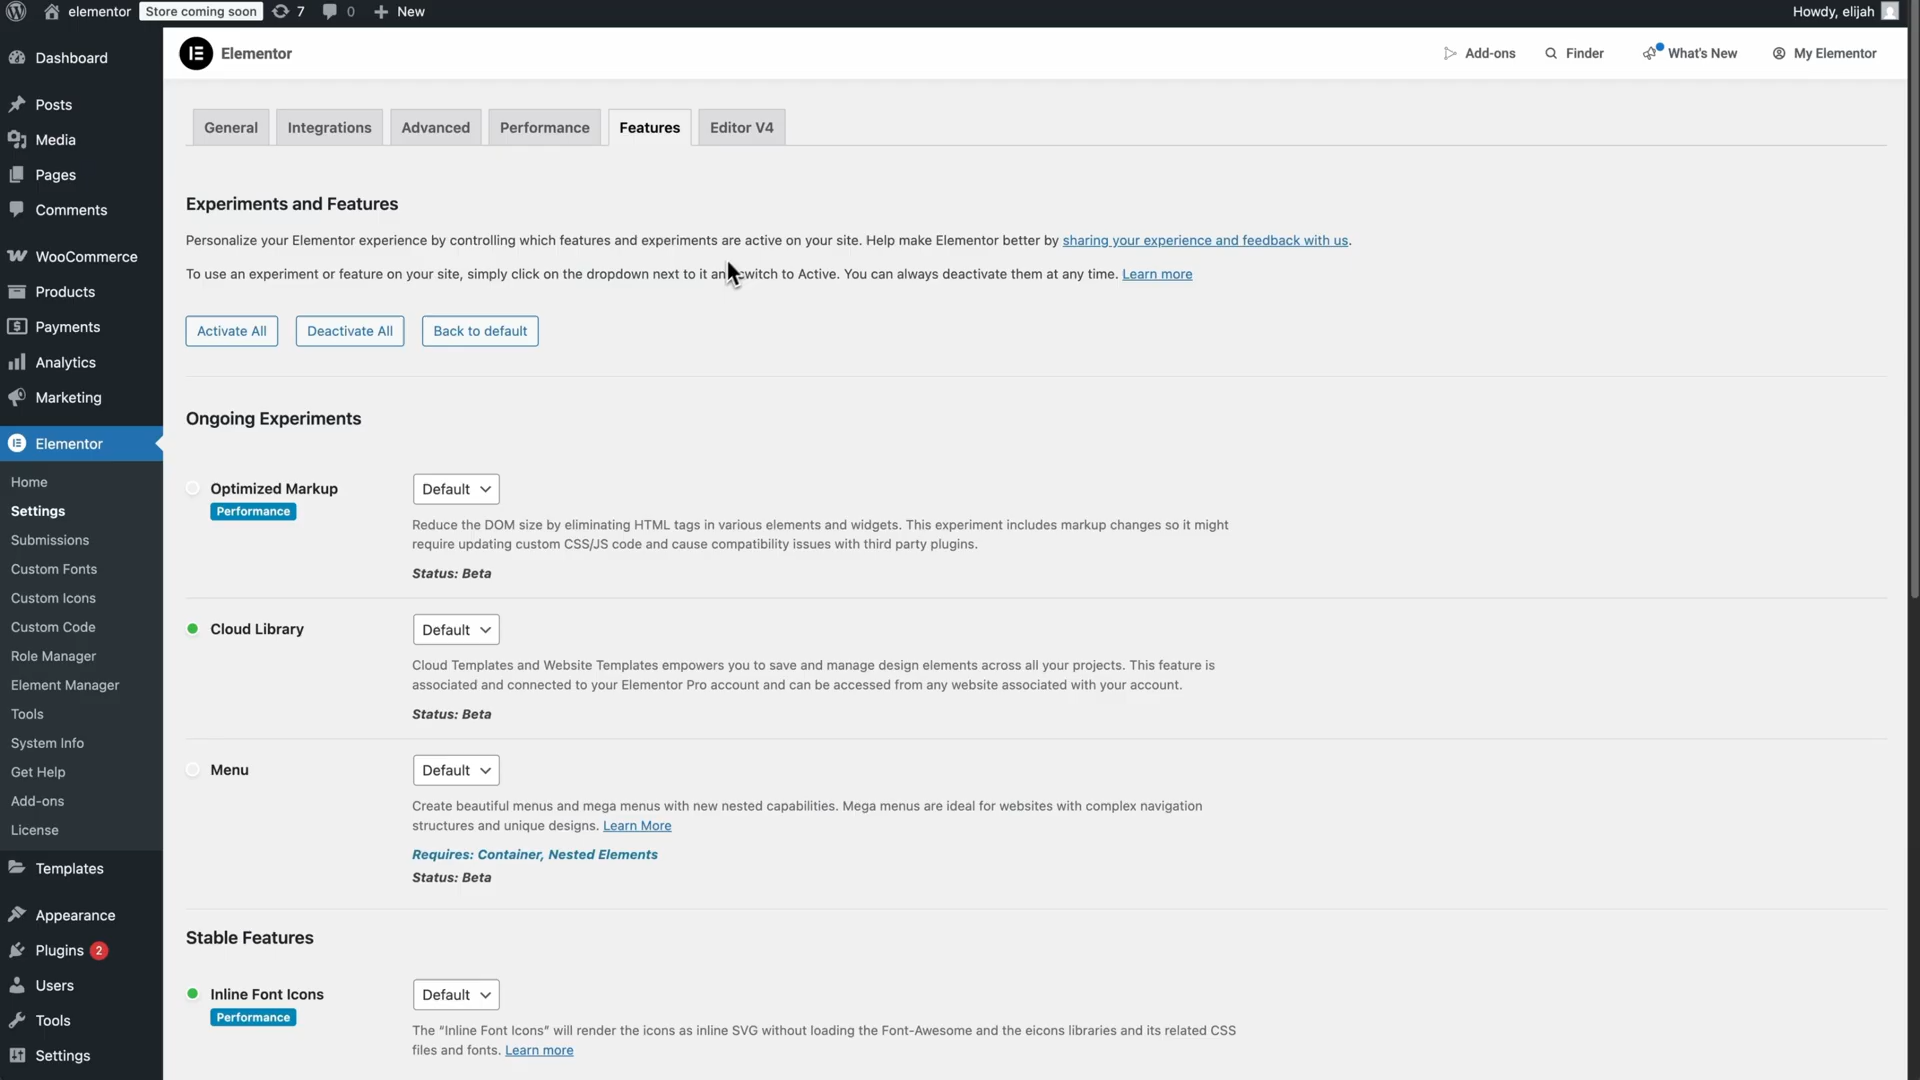 elementor
Store coming soon
7
0
New
Howdy, elijah
Dashboard
Posts
Media
Pages
Comments
WooCommerce
Products
Payments
Analytics
Marketing
Elementor
Home
Settings
Submissions
Custom Fonts
Custom Icons
Custom Code
Role Manager
Element Manager
Tools
System Info
Get Help
Add-ons
License
Templates
Appearance
Plugins 2
Users
Tools
Settings
Elementor
Add-ons
Finder
What's New
My Elementor
General
Integrations
Advanced
Performance
Features
Editor V4
Experiments and Features
Personalize your Elementor experience by controlling which features and experiments are active on your site. Help make Elementor better by sharing your experience and feedback with us.
To use an experiment or feature on your site, simply click on the dropdown next to it and switch to Active. You can always deactivate them at any time. Learn more
Activate All
Deactivate All
Back to default
Ongoing Experiments
Optimized Markup
Performance
Default
Reduce the DOM size by eliminating HTML tags in various elements and widgets. This experiment includes markup changes so it might
require updating custom CSS/JS code and cause compatibility issues with third party plugins.
Status: Beta
Cloud Library
Default
Cloud Templates and Website Templates empowers you to save and manage design elements across all your projects. This feature is
associated and connected to your Elementor Pro account and can be accessed from any website associated with your account.
Status: Beta
Menu
Default
Create beautiful menus and mega menus with new nested capabilities. Mega menus are ideal for websites with complex navigation
structures and unique designs. Learn More
Requires: Container, Nested Elements
Status: Beta
Stable Features
Inline Font Icons
Performance
Default
The “Inline Font Icons” will render the icons as inline SVG without loading the Font-Awesome and the eicons libraries and its related CSS
files and fonts. Learn more